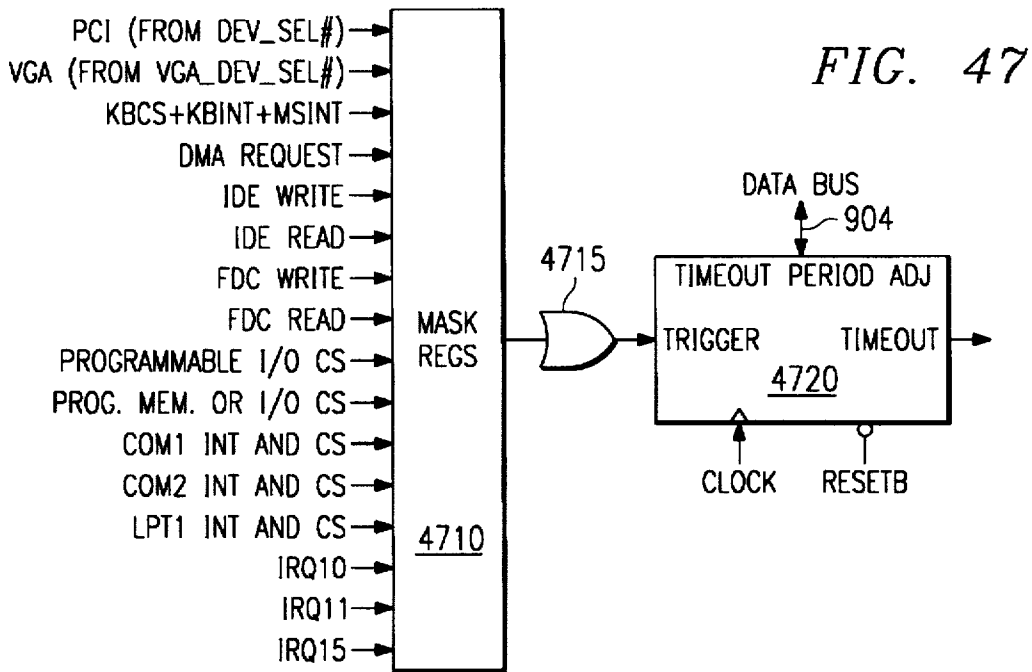 FIG. 47
PCI (FROM DEV_SEL#)
VGA (FROM VGA_DEV_SEL#)
KBCS+KBINT+MSINT
DMA REQUEST
IDE WRITE
IDE READ
FDC WRITE
FDC READ
PROGRAMMABLE I/O CS
PROG. MEM. OR I/O CS
COM1 INT AND CS
COM2 INT AND CS
LPT1 INT AND CS
IRQ10
IRQ11
IRQ15
MASK
REGS
4710
4715
DATA BUS
904
TIMEOUT PERIOD ADJ
TRIGGER TIMEOUT
4720
CLOCK RESETB